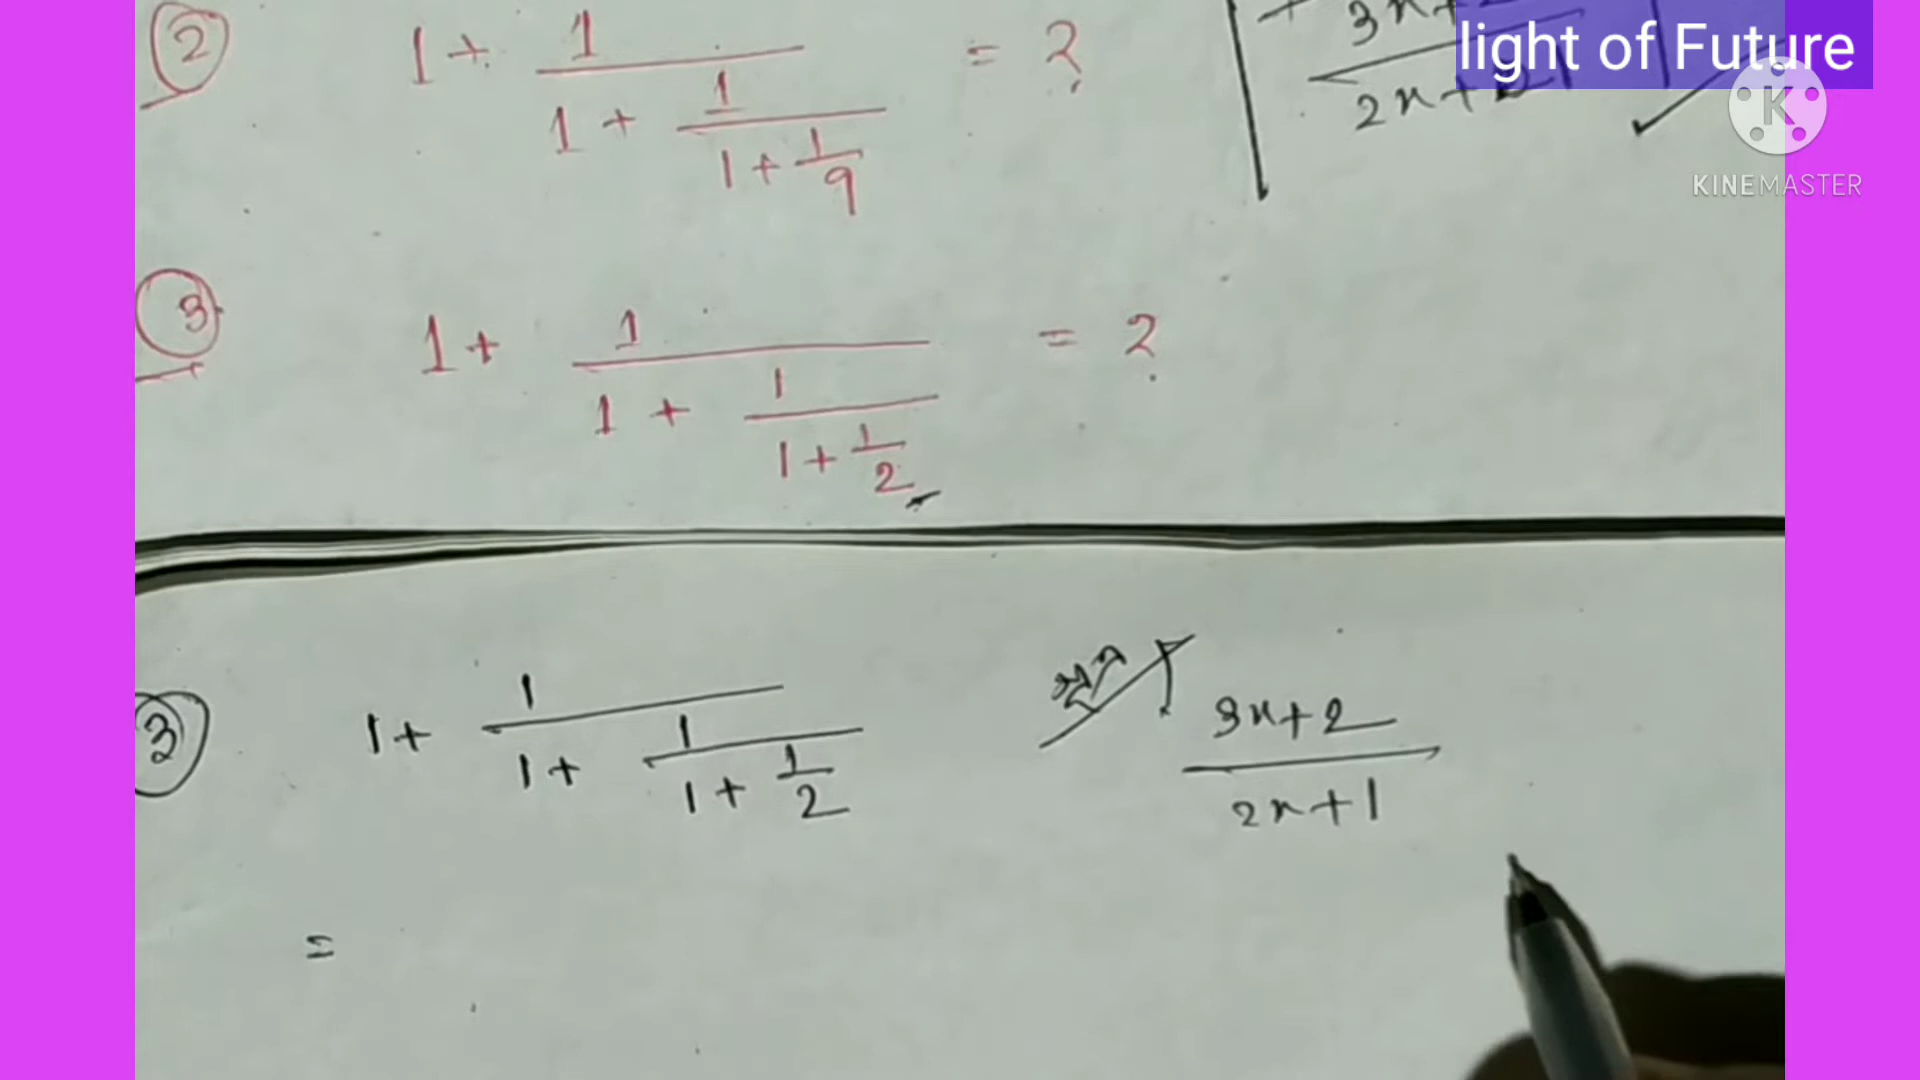 light of Future
K
KINEMASTER
② 1 + 1/(1 + 1/(1 + 1/9)) = ?
2x+
③ 1 + 1/(1 + 1/(1 + 1/2)) = ?
③ 1 + 1/(1 + 1/(1 + 1/2))
সূত্র (3x+2)/(2x+1)
=